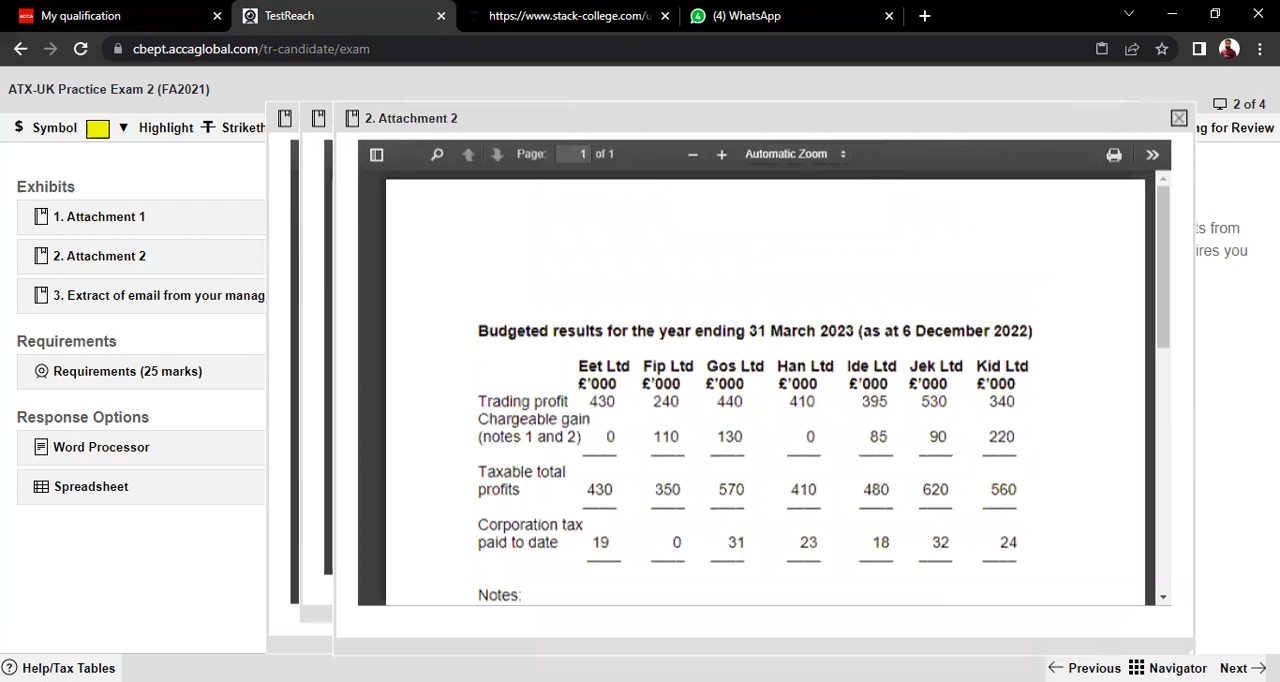 My qualification
TestReach
https://www.stack-college.com/u
4
(4) WhatsApp
cbept.accaglobal.com/tr-candidate/exam
ATX-UK Practice Exam 2 (FA2021)
2 of 4
$ Symbol
Highlight
Striketh
ng for Review
2. Attachment 2
Page: 1 of 1
Automatic Zoom
Exhibits
1. Attachment 1
2. Attachment 2
3. Extract of email from your manag
Requirements
Requirements (25 marks)
Response Options
Word Processor
Spreadsheet
ts from
ires you
Budgeted results for the year ending 31 March 2023 (as at 6 December 2022)
Eet Ltd Fip Ltd Gos Ltd Han Ltd Ide Ltd Jek Ltd Kid Ltd
£'000 £'000 £'000 £'000 £'000 £'000 £'000
Trading profit 430 240 440 410 395 530 340
Chargeable gain
(notes 1 and 2) 0 110 130 0 85 90 220
Taxable total
profits 430 350 570 410 480 620 560
Corporation tax
paid to date 19 0 31 23 18 32 24
Notes:
Help/Tax Tables
Previous
Navigator
Next